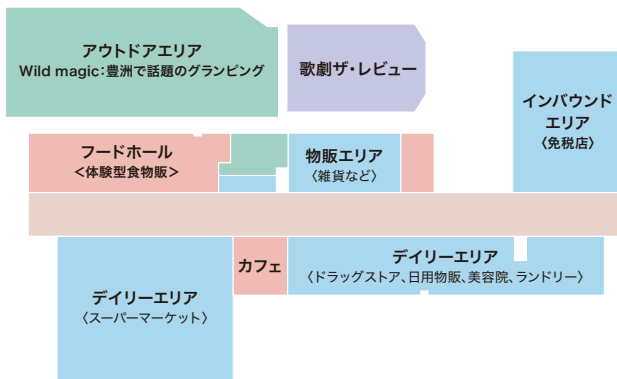 アウトドアエリア
Wild magic：豊洲で話題のグランピング
歌劇ザ・レビュー
インバウンド
エリア
〈免税店〉
フードホール
＜体験型食物販＞
物販エリア
〈雑貨など〉
カフェ
デイリーエリア
〈ドラッグストア、日用物販、美容院、ランドリー〉
デイリーエリア
〈スーパーマーケット〉